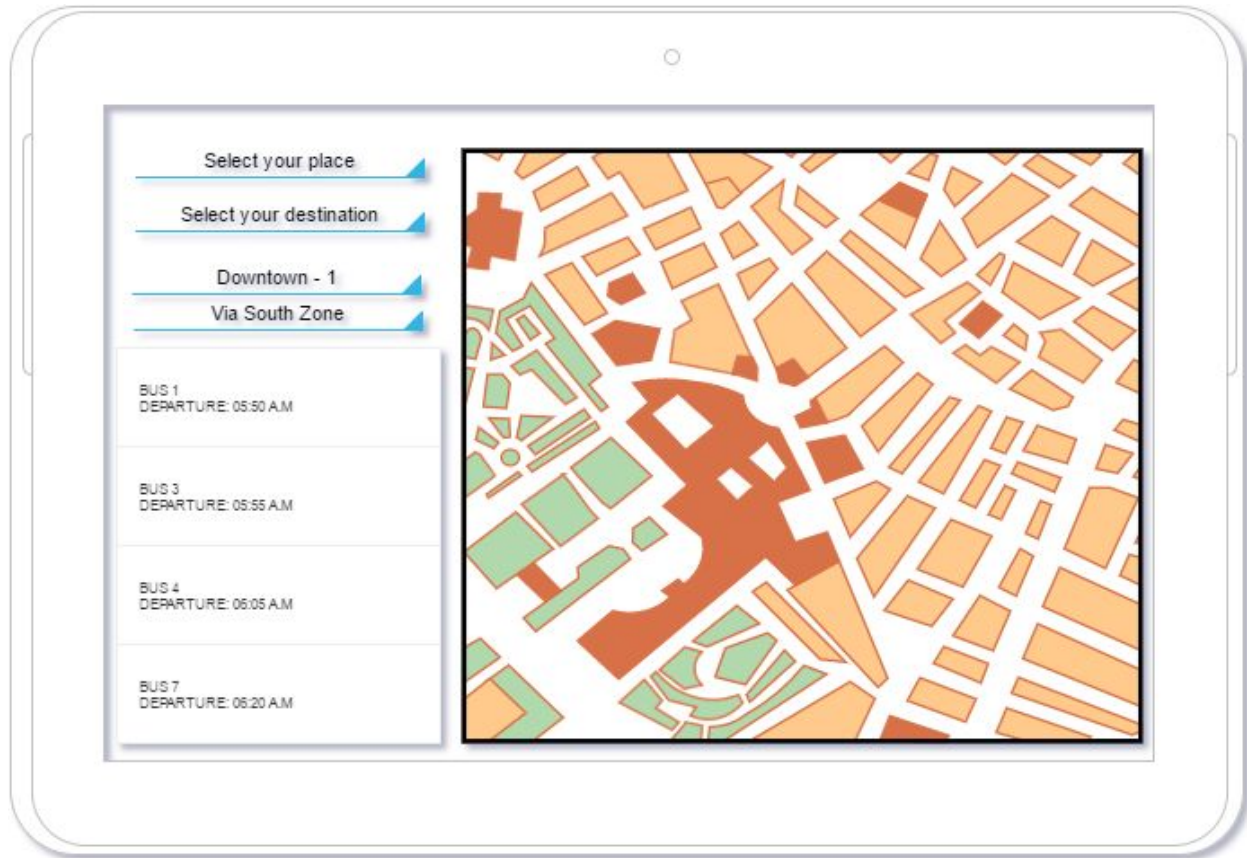 Select your place
Select your destination
Downtown - 1
Via South Zone
BUS 1
DEPARTURE: 05:50 A.M
BUS 3
DEPARTURE: 05:55 A.M
BUS 4
DEPARTURE: 06:05 A.M
BUS 7
DEPARTURE: 06:20 A.M